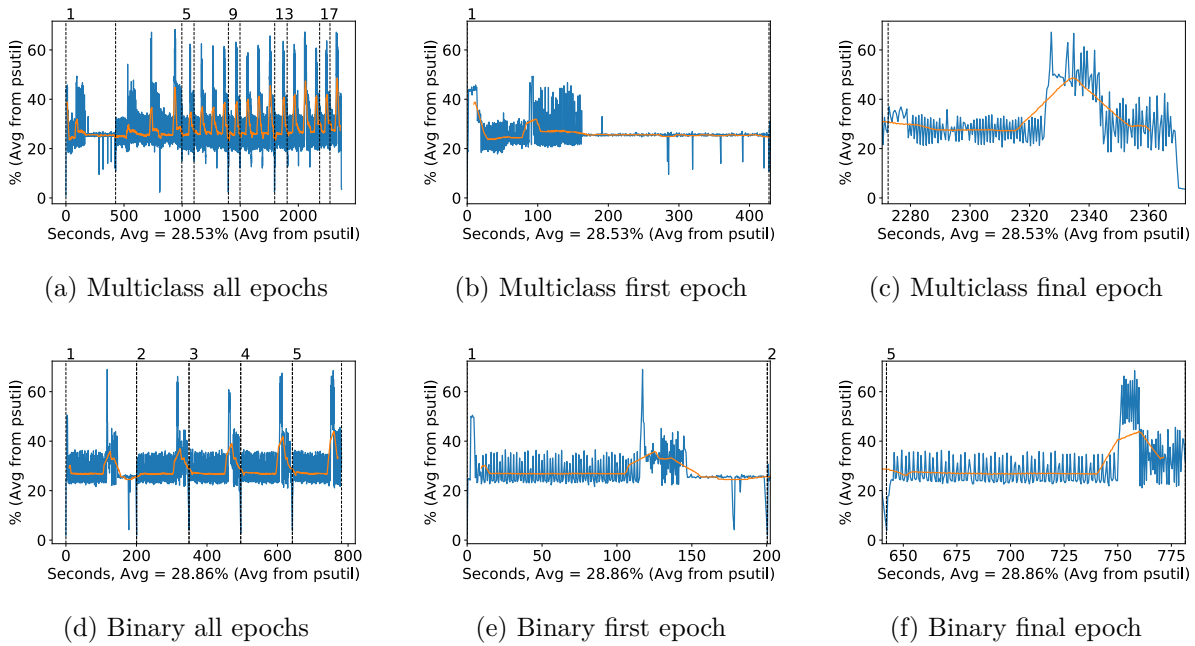 1 5 9 13 17
% (Avg from psutil)
60
40
20
0
0 500 1000 1500 2000
Seconds, Avg = 28.53% (Avg from psutil)
(a) Multiclass all epochs
1
% (Avg from psutil)
60
40
20
0
0 100 200 300 400
Seconds, Avg = 28.53% (Avg from psutil)
(b) Multiclass first epoch
% (Avg from psutil)
60
40
20
0
2280 2300 2320 2340 2360
Seconds, Avg = 28.53% (Avg from psutil)
(c) Multiclass final epoch
1 2 3 4 5
% (Avg from psutil)
60
40
20
0
0 200 400 600 800
Seconds, Avg = 28.86% (Avg from psutil)
(d) Binary all epochs
1 2
% (Avg from psutil)
60
40
20
0
0 50 100 150 200
Seconds, Avg = 28.86% (Avg from psutil)
(e) Binary first epoch
5
% (Avg from psutil)
60
40
20
0
650 675 700 725 750 775
Seconds, Avg = 28.86% (Avg from psutil)
(f) Binary final epoch